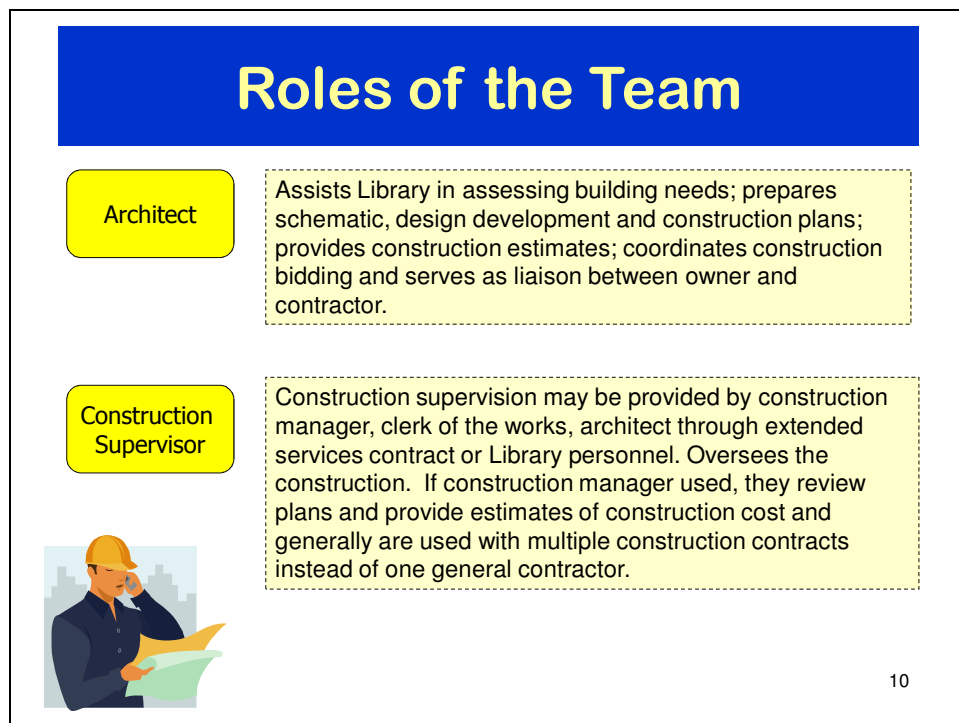 Roles of the Team
Architect
Assists Library in assessing building needs; prepares
schematic, design development and construction plans;
provides construction estimates; coordinates construction
bidding and serves as liaison between owner and
contractor.
Construction
Supervisor
Construction supervision may be provided by construction
manager, clerk of the works, architect through extended
services contract or Library personnel. Oversees the
construction.  If construction manager used, they review
plans and provide estimates of construction cost and
generally are used with multiple construction contracts
instead of one general contractor.
10